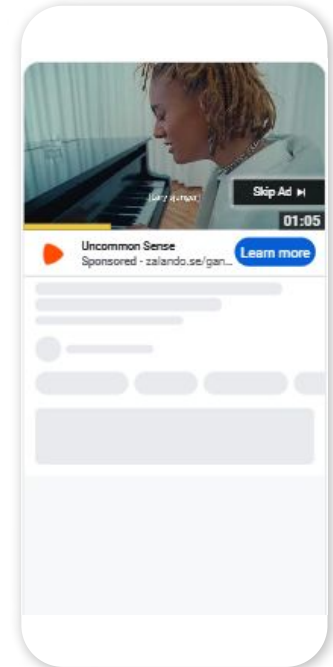 Skip Ad
01:05
Uncommon Sense
Sponsored - zalando.se/gan...
Learn more